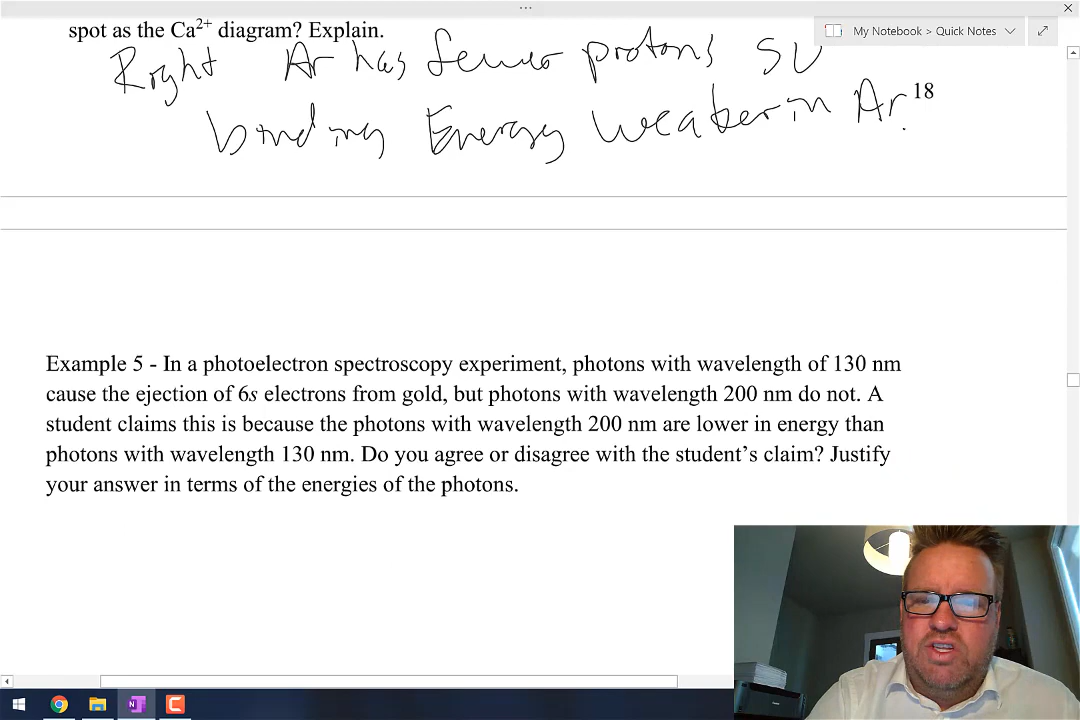 My Notebook > Quick Notes
spot as the Ca²⁺ diagram? Explain.
Right Ar has fewer protons so
binding Energy weaker in Ar
18
Example 5 - In a photoelectron spectroscopy experiment, photons with wavelength of 130 nm
cause the ejection of 6s electrons from gold, but photons with wavelength 200 nm do not. A
student claims this is because the photons with wavelength 200 nm are lower in energy than
photons with wavelength 130 nm. Do you agree or disagree with the student’s claim? Justify
your answer in terms of the energies of the photons.